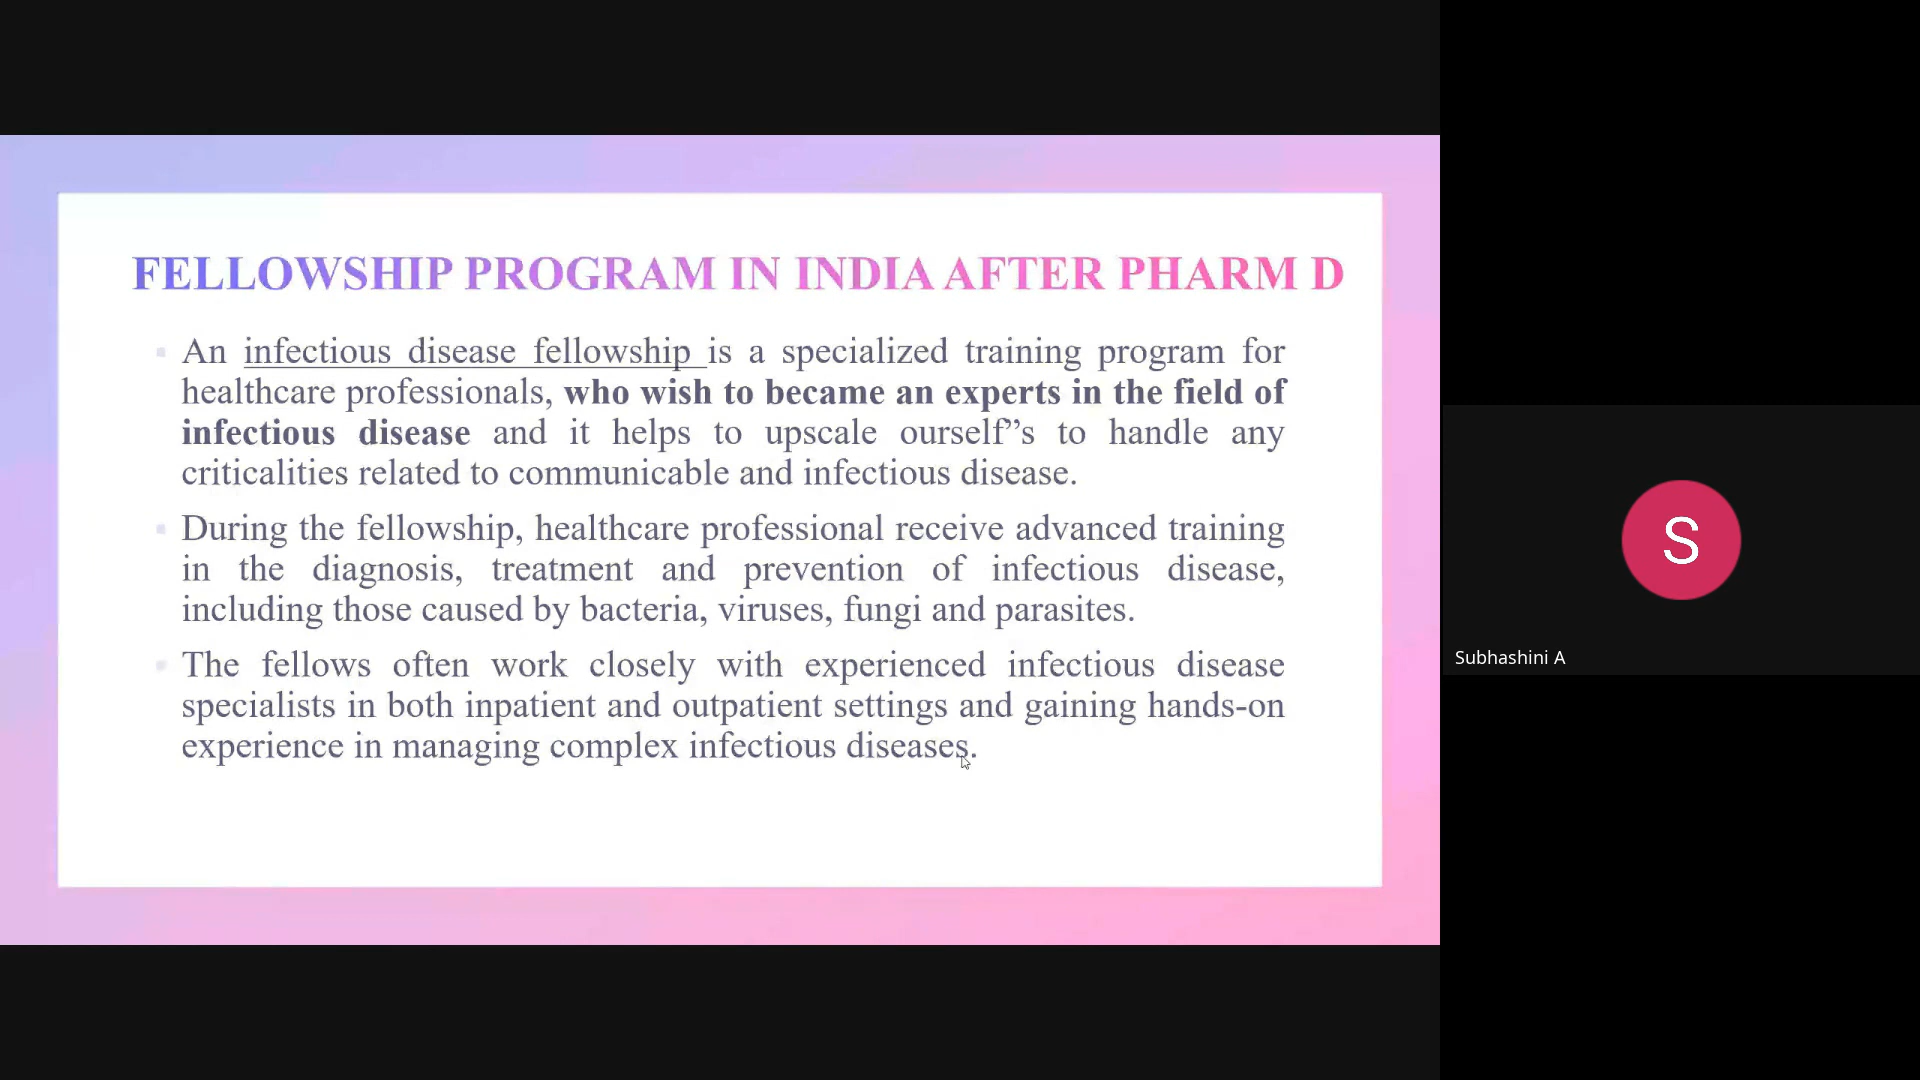 FELLOWSHIP PROGRAM IN INDIA AFTER PHARM D
An infectious disease fellowship is a specialized training program for
healthcare professionals, who wish to became an experts in the field of
infectious disease and it helps to upscale ourself”s to handle any
criticalities related to communicable and infectious disease.
During the fellowship, healthcare professional receive advanced training
in the diagnosis, treatment and prevention of infectious disease,
including those caused by bacteria, viruses, fungi and parasites.
The fellows often work closely with experienced infectious disease
specialists in both inpatient and outpatient settings and gaining hands-on
experience in managing complex infectious diseases.
S
Subhashini A